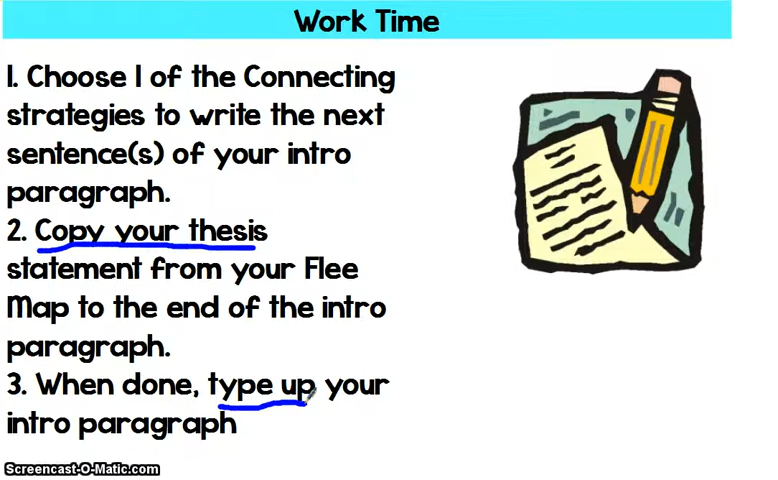 Work Time
1. Choose 1 of the Connecting
strategies to write the next
sentence(s) of your intro
paragraph.
2. Copy your thesis
statement from your Flee
Map to the end of the intro
paragraph.
3. When done, type up your
intro paragraph
Screencast-O-Matic.com